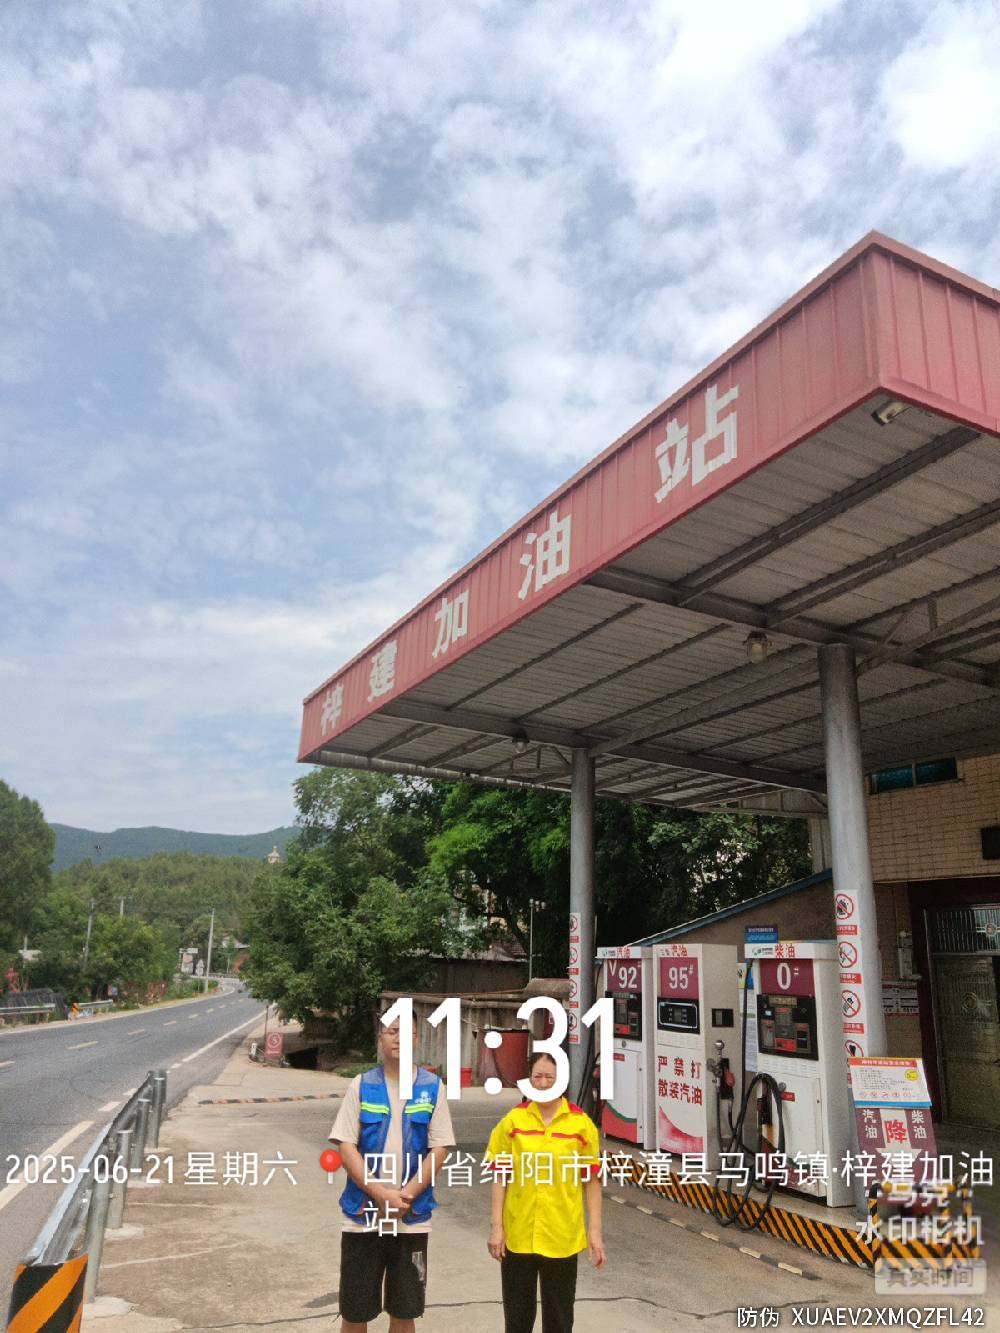 梓建加油站
汽油
汽油
柴油
V92
95#
0#
严禁打
散装汽油
汽油
降
柴油
5
11:31
2025-06-21 星期六 四川省绵阳市梓潼县马鸣镇·梓建加油
站
马克
水印相机
真实时间
防伪 XUAEV2XMQZFL42